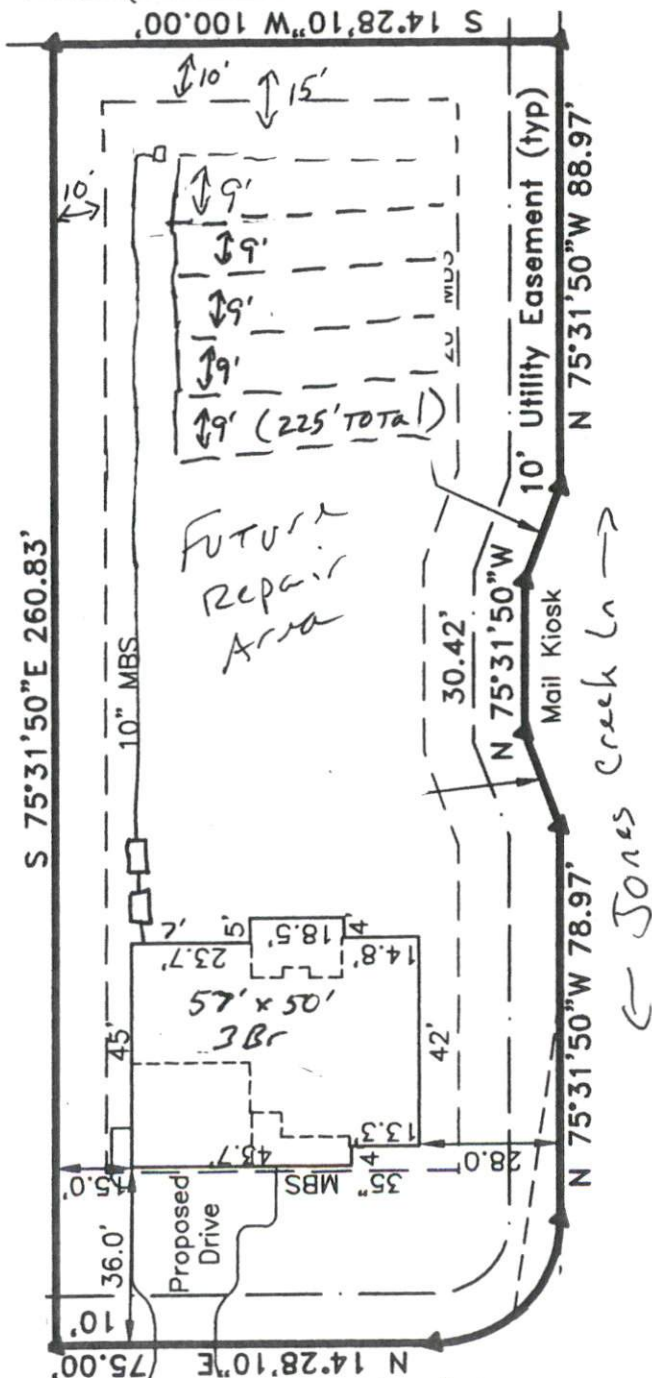 S 14°28'10"W 100.00'
10'
15'
10'
9'
9'
9'
9'
9' (225' TOTAl)
20' MBS
10' Utility Easement (typ)
N 75°31'50"W 88.97'
S 75°31'50"E 260.83'
10" MBS
Future
Repair
Area
30.42'
N 75°31'50"W
Mail Kiosk
← Jones Creek Ln →
23.7'
5'
18.5'
4'
14.8'
3Br
45'
42'
43.7'
4'
13.3'
28.0'
35" MBS
15.0'
36.0'
Proposed
Drive
10'
N 75°31'50"W 78.97'
N 14°28'10"E 75.00'